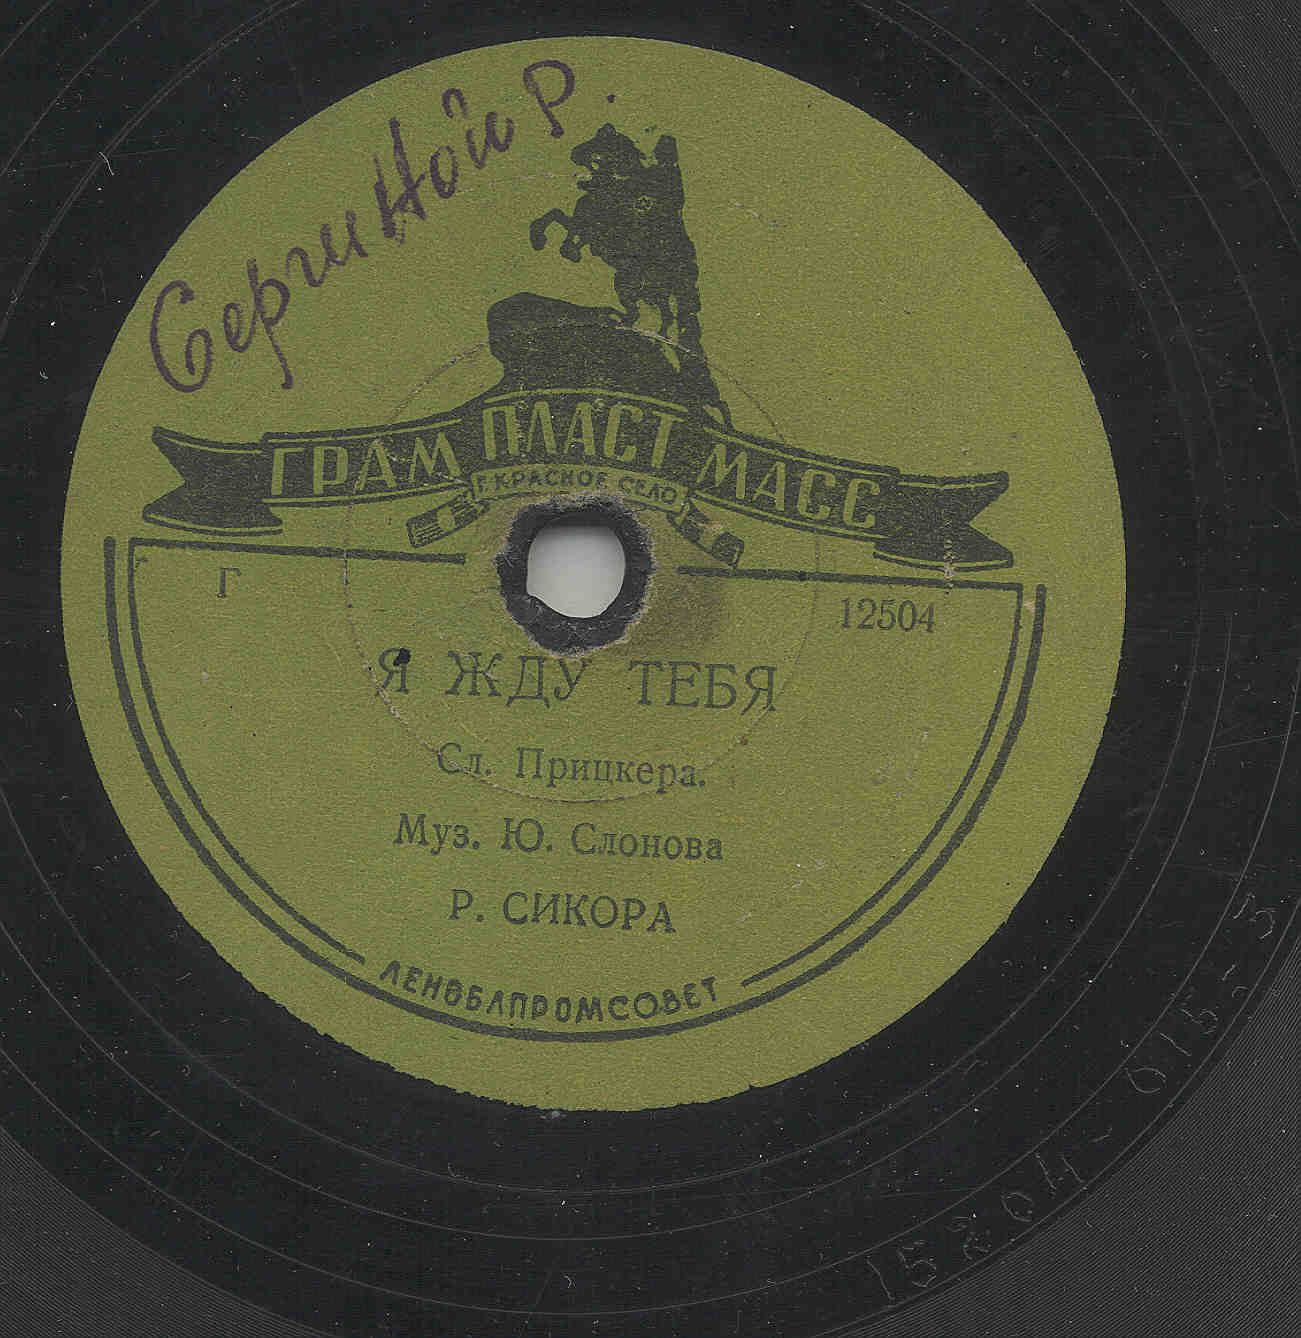 Сергиной Р.
ГРАМ ПЛАСТ МАСС
Г. КРАСНОЕ СЕЛО
Г 12504
Я ЖДУ ТЕБЯ
Сл. Прицкера.
Муз. Ю. Слонова
Р. СИКОРА
ЛЕНОБЛПРОМСОВЕТ